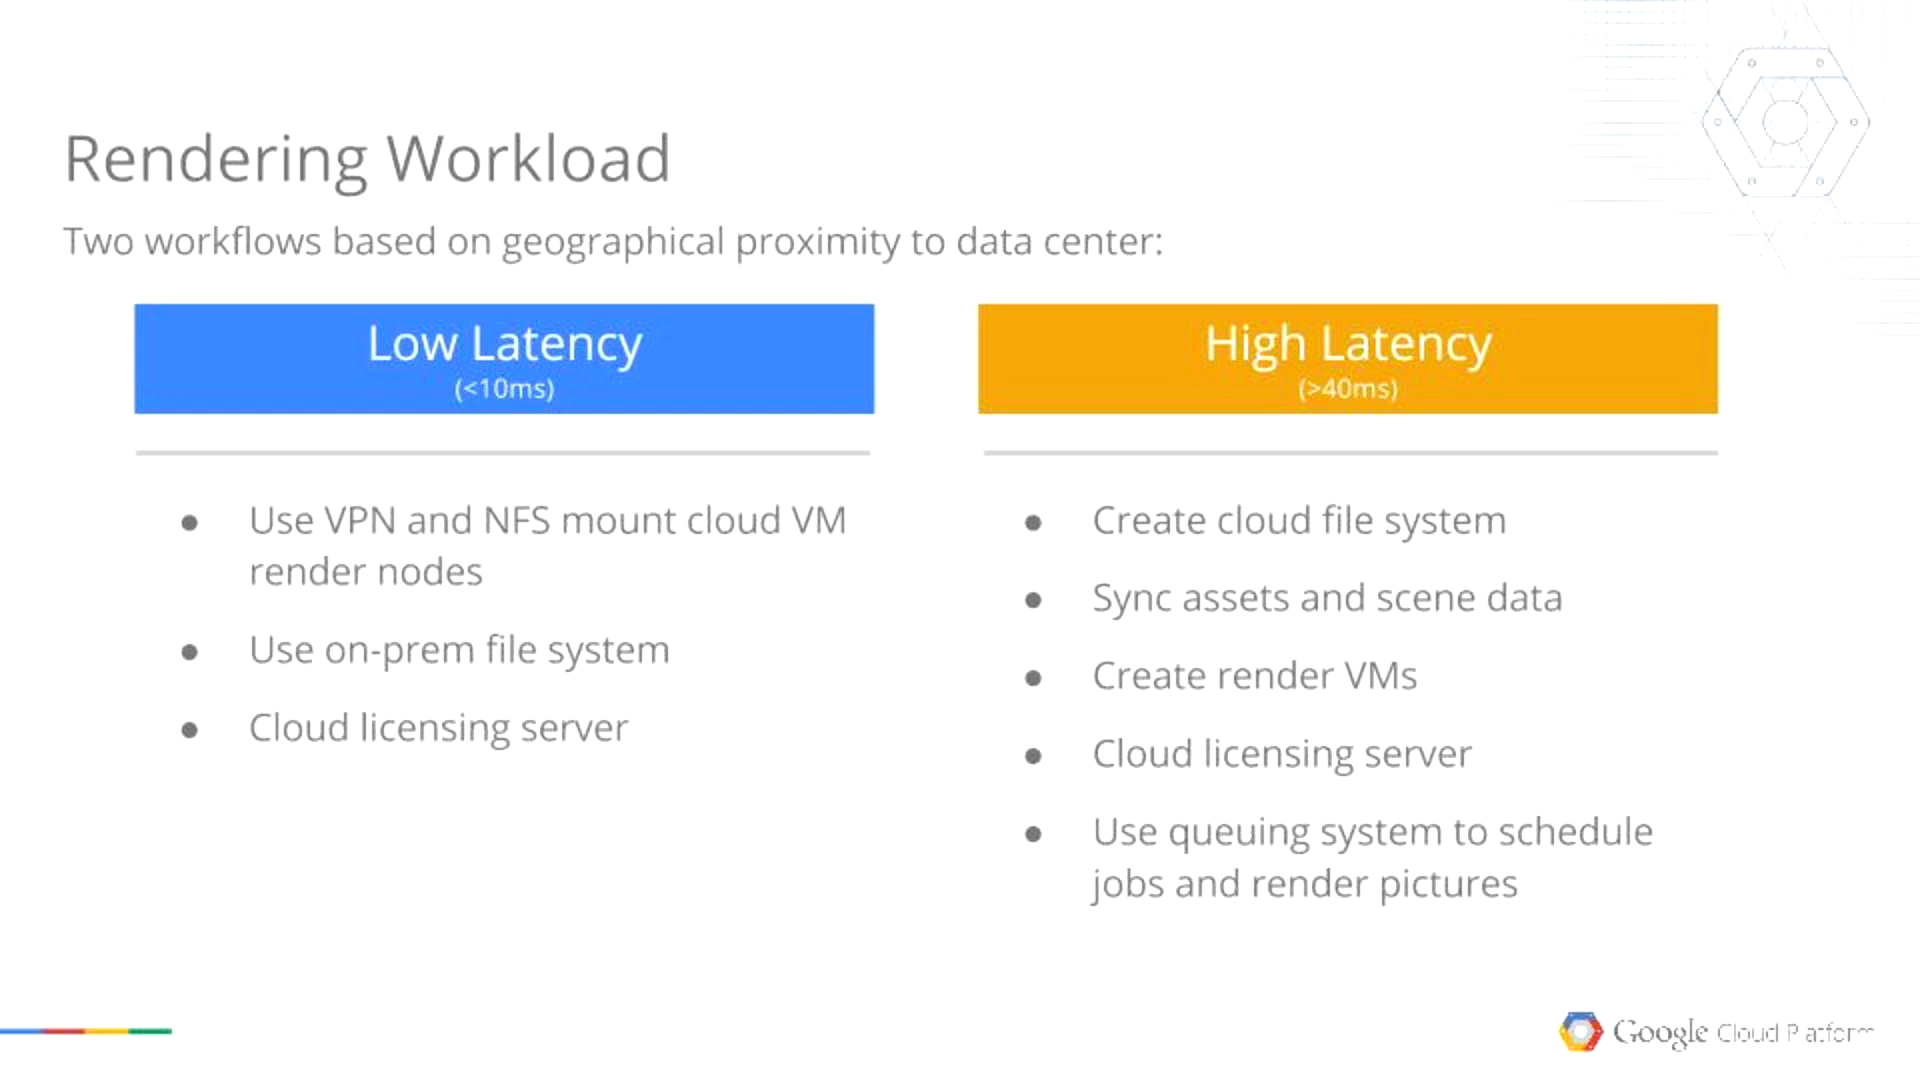 Rendering Workload
Two workflows based on geographical proximity to data center:
Low Latency
(<10ms)
● Use VPN and NFS mount cloud VM
render nodes
● Use on-prem file system
● Cloud licensing server
High Latency
(>40ms)
● Create cloud file system
● Sync assets and scene data
● Create render VMs
● Cloud licensing server
● Use queuing system to schedule
jobs and render pictures
Google Cloud Platform